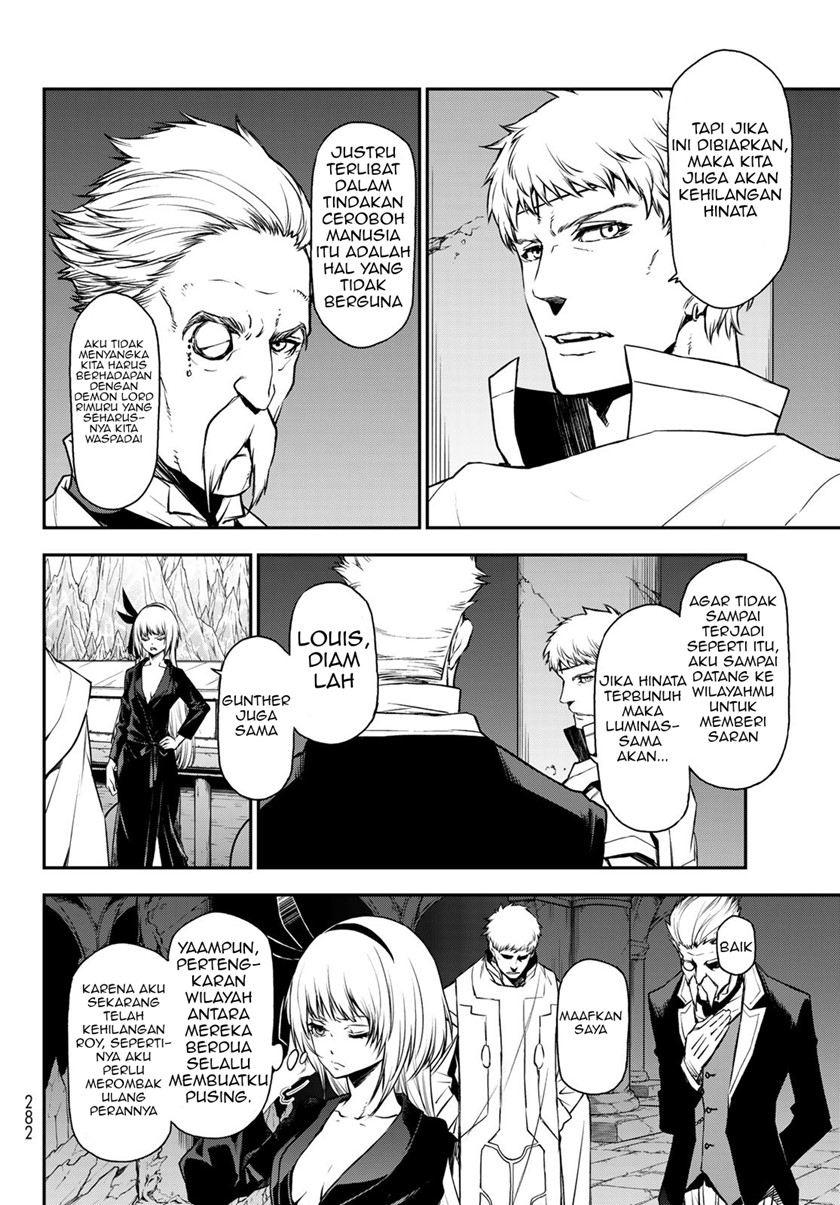 TAPI JIKA
INI DIBIARKAN,
MAKA KITA
JUGA AKAN
KEHILANGAN
HINATA
JUSTRU
TERLIBAT
DALAM
TINDAKAN
CEROBOH
MANUSIA
ITU ADALAH
HAL YANG
TIDAK
BERGUNA
AKU TIDAK
MENYANGKA
KITA HARUS
BERHADAPAN
DENGAN
DEMON LORD
RIMURU YANG
SEHARUS-
NYA KITA
WASPADAI
AGAR TIDAK
SAMPAI
TERJADI
SEPERTI ITU,
AKU SAMPAI
DATANG KE
WILAYAHMU
UNTUK
MEMBERI
SARAN
JIKA HINATA
TERBUNUH
MAKA
LUMINAS-
SAMA
AKAN...
LOUIS,
DIAM
LAH
GUNTHER
JUGA
SAMA
BAIK
MAAFKAN
SAYA
YAAMPUN,
PERTENG-
KARAN
WILAYAH
ANTARA
MEREKA
BERDUA
SELALU
MEMBUATKU
PUSING.
KARENA AKU
SEKARANG
TELAH
KEHILANGAN
ROY, SEPERTI-
NYA AKU
PERLU
MEROMBAK
ULANG
PERANNYA
282